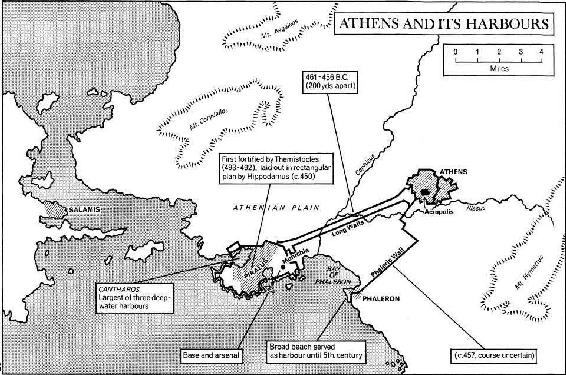 ATHENS AND ITS HARBOURS
0 1 2 3 4
Miles
Mt. Aegaleos
461-456 B.C.
(200yds apart)
Mt. Corydallus
First fortified by Themistocles
(493-492), laid out in rectangular
plan by Hippodamus (c.450)
Cephisus
ATHENS
Acropolis
Ilissus
ATHENIAN PLAIN
SALAMIS
Long Walls
Phaleric Wall
Munichia
Mt. Hymettus
CANTHAROS
Largest of three deep-
water harbours
BAY
OF
PHALERON
PHALERON
Base and arsenal
Broad beach served
as harbour until 5th. century
(c.457, course uncertain)